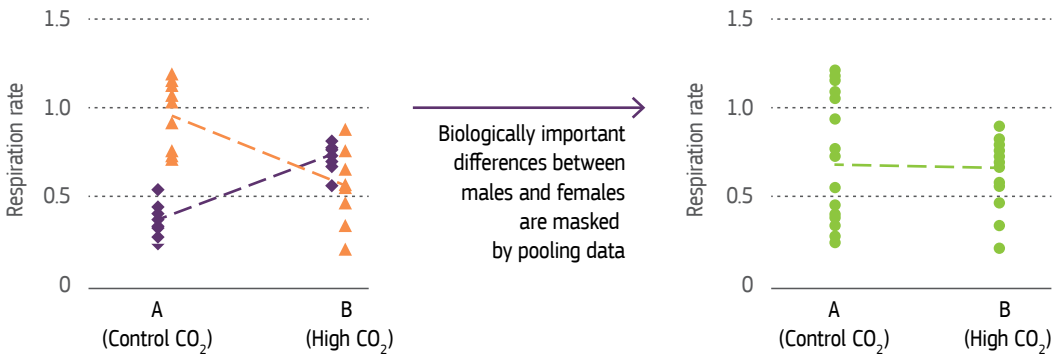 1.5
1.0
0.5
0
Respiration rate
A
(Control CO₂)
B
(High CO₂)
Biologically important
differences between
males and females
are masked
by pooling data
1.5
1.0
0.5
0
Respiration rate
A
(Control CO₂)
B
(High CO₂)